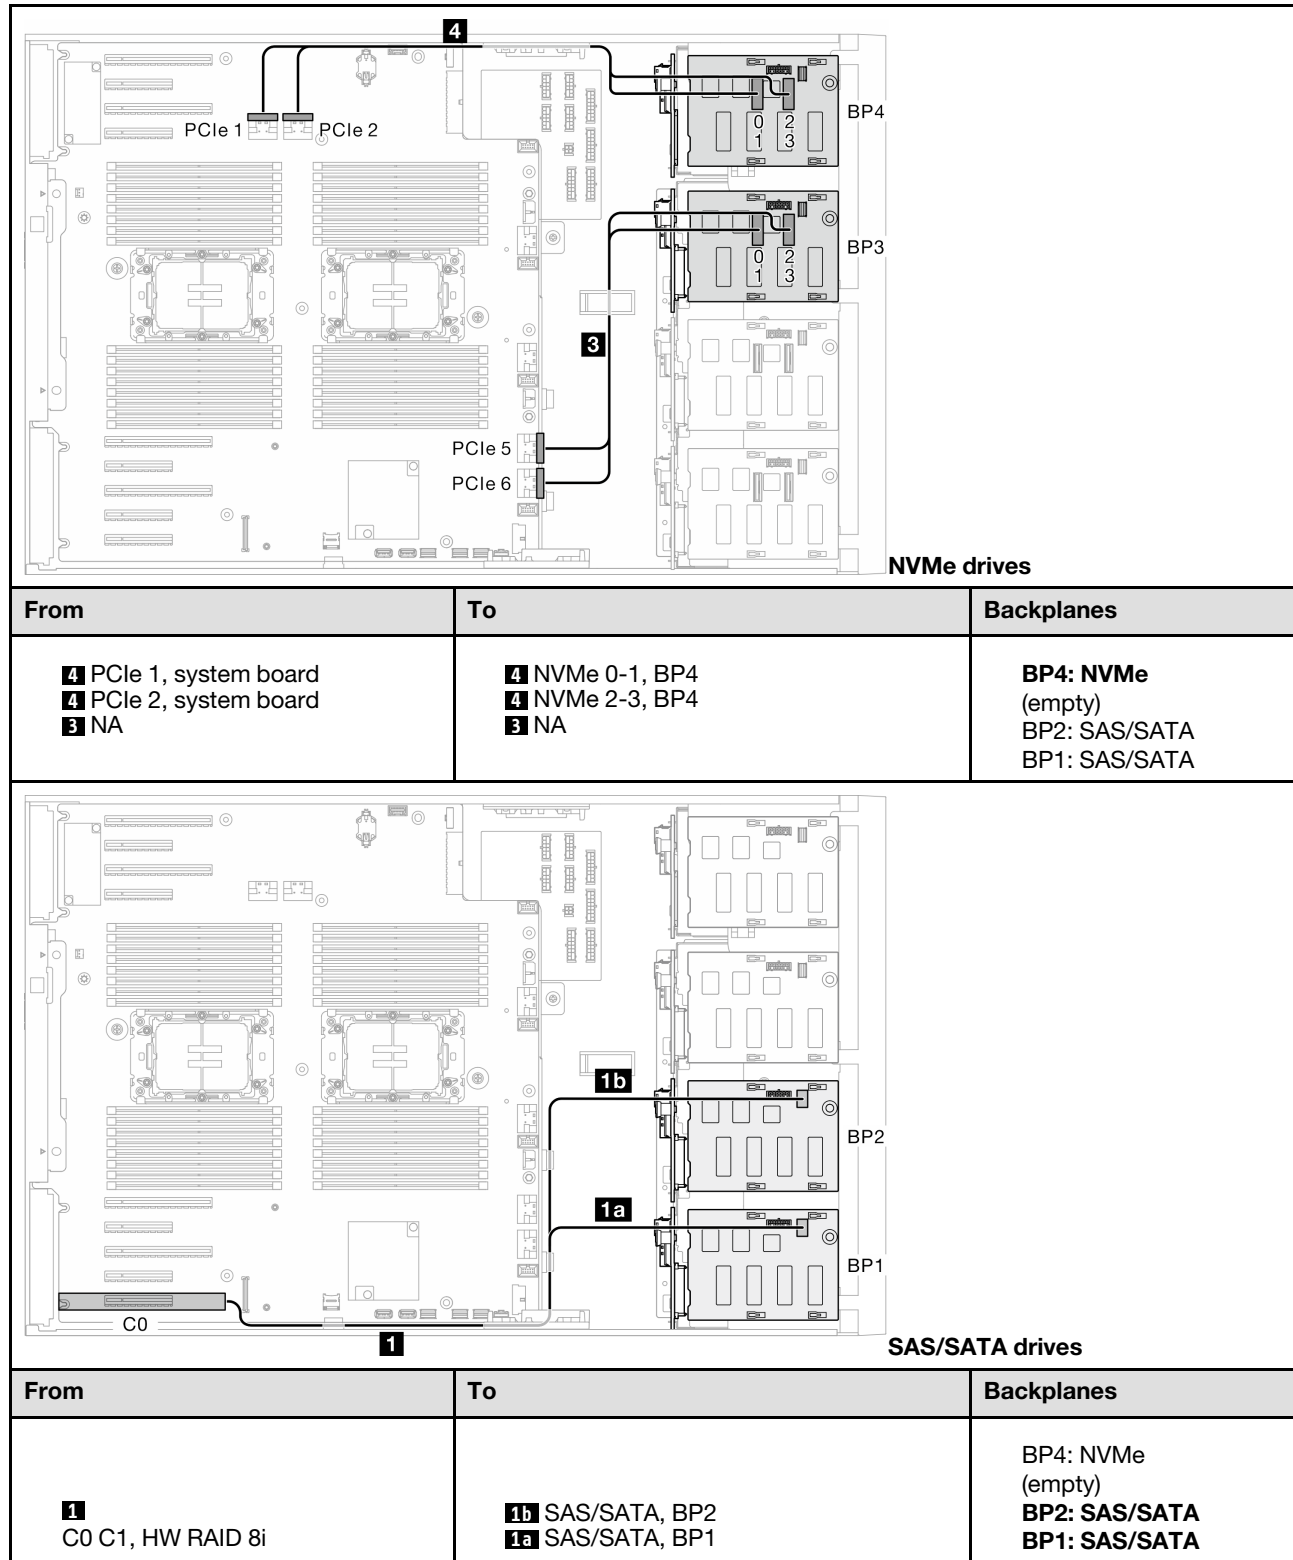 4
PCIe 1
PCIe 2
0
1
2
3
BP4
0
1
2
3
BP3
3
PCIe 5
PCIe 6
NVMe drives
From To Backplanes
4 PCIe 1, system board
4 PCIe 2, system board
3 NA
4 NVMe 0-1, BP4
4 NVMe 2-3, BP4
3 NA
BP4: NVMe
(empty)
BP2: SAS/SATA
BP1: SAS/SATA
1b
BP2
1a
BP1
C0
1
SAS/SATA drives
From To Backplanes
1
C0 C1, HW RAID 8i
1b SAS/SATA, BP2
1a SAS/SATA, BP1
BP4: NVMe
(empty)
BP2: SAS/SATA
BP1: SAS/SATA